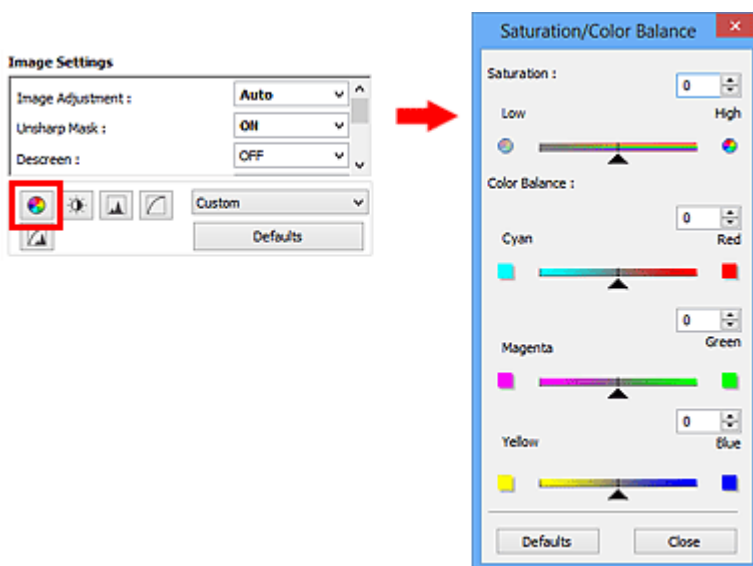 Image Settings
Image Adjustment : Auto
Unsharp Mask : ON
Descreen : OFF
Custom
Defaults
Saturation/Color Balance
Saturation : 0
Low High
Color Balance :
0
Cyan Red
0
Magenta Green
0
Yellow Blue
Defaults Close